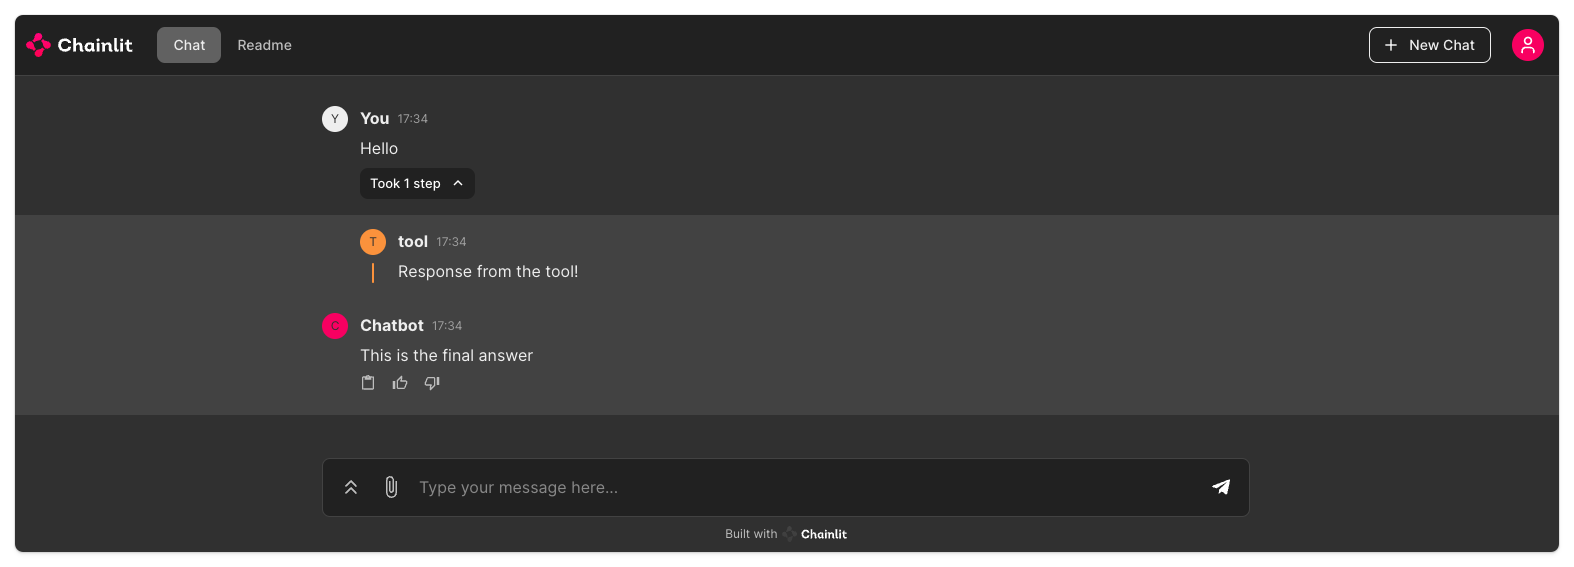 Chainlit Chat Readme + New Chat
Y You 17:34
Hello
Took 1 step
T tool 17:34
Response from the tool!
C Chatbot 17:34
This is the final answer
Type your message here...
Built with Chainlit